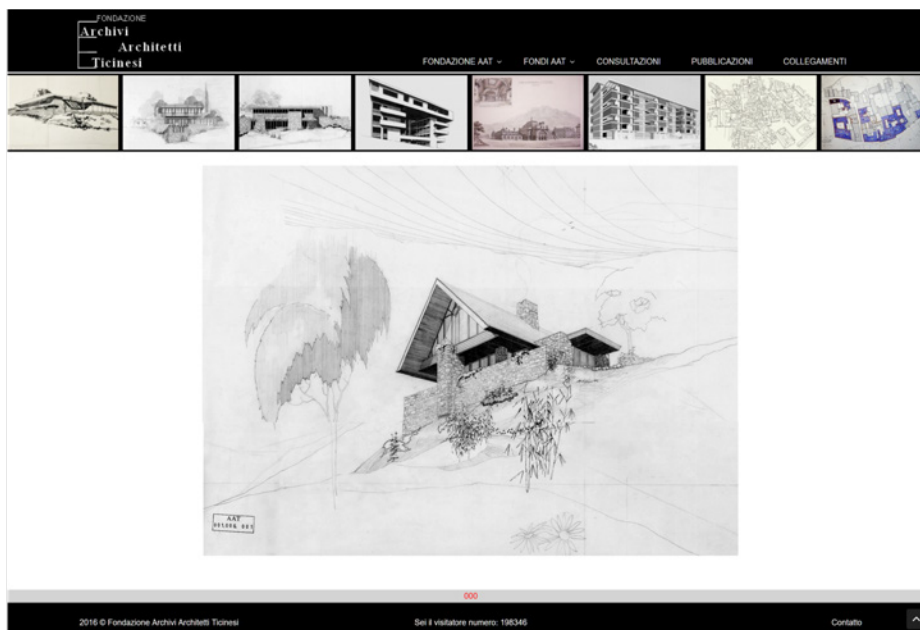 FONDAZIONE
Archivi
Architetti
Ticinesi
FONDAZIONE AAT FONDI AAT CONSULTAZIONI PUBBLICAZIONI COLLEGAMENTI
AAT
000
2016 © Fondazione Archivi Architetti Ticinesi Sei il visitatore numero: 198346 Contatto